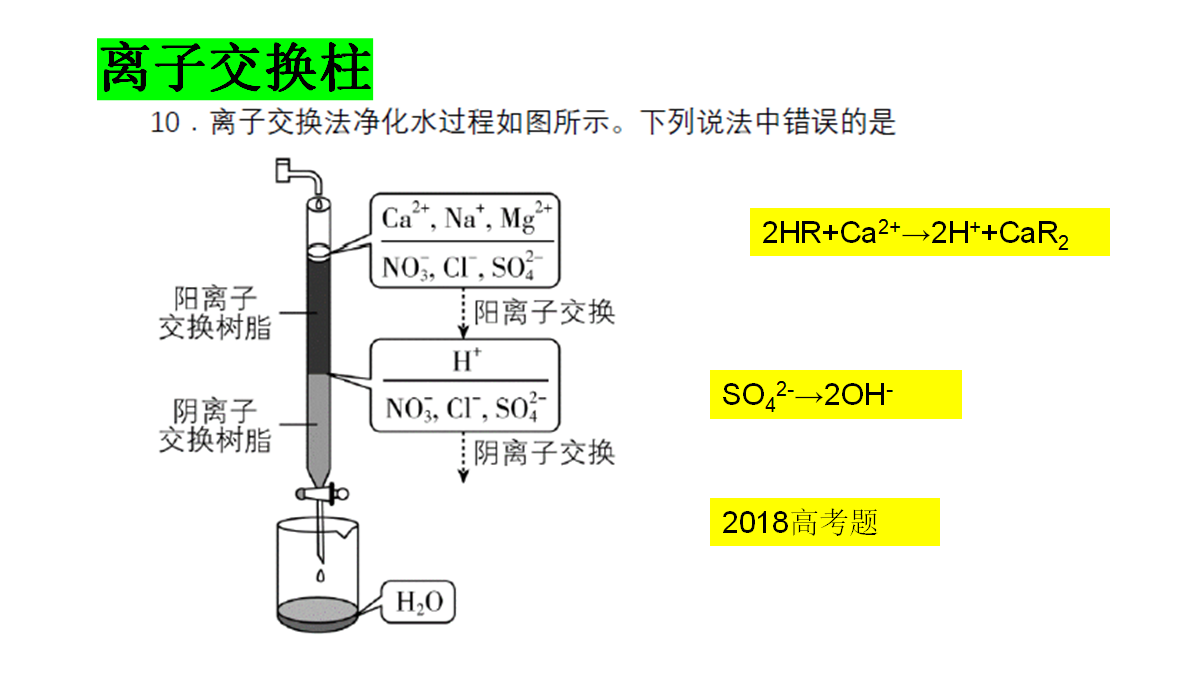 离子交换柱
10．离子交换法净化水过程如图所示。下列说法中错误的是
Ca²⁺, Na⁺, Mg²⁺
NO₃⁻, Cl⁻, SO₄²⁻
阳离子
交换树脂
阳离子交换
H⁺
NO₃⁻, Cl⁻, SO₄²⁻
阴离子
交换树脂
阴离子交换
H₂O
2HR+Ca²⁺→2H⁺+CaR₂
SO₄²⁻→2OH⁻
2018高考题